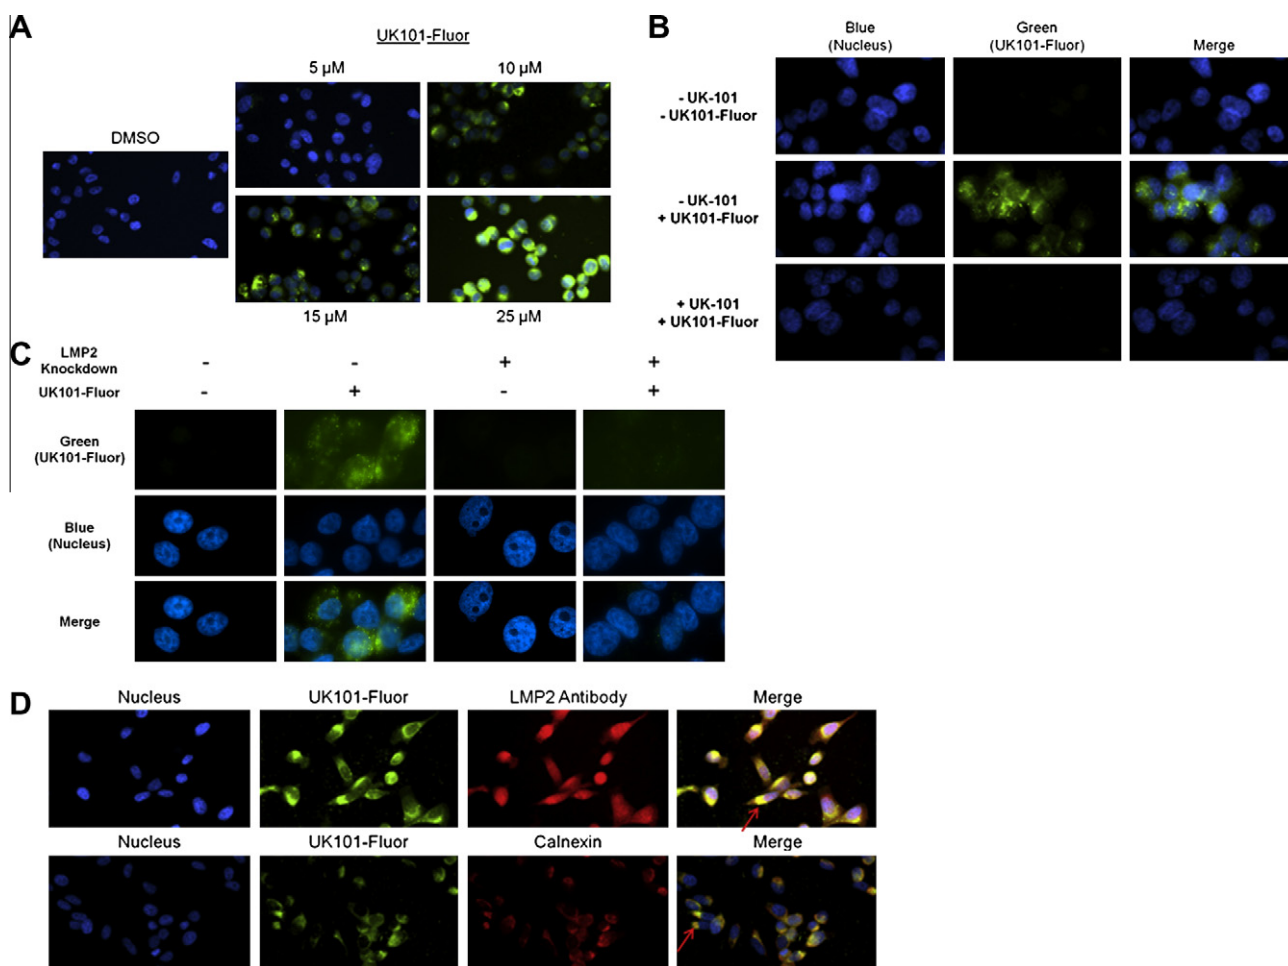 A
UK101-Fluor
5 µM
10 µM
DMSO
15 µM
25 µM
B
Blue
(Nucleus)
Green
(UK101-Fluor)
Merge
- UK-101
- UK101-Fluor
- UK-101
+ UK101-Fluor
+ UK-101
+ UK101-Fluor
C
LMP2
Knockdown
- - + +
UK101-Fluor
- + - +
Green
(UK101-Fluor)
Blue
(Nucleus)
Merge
D
Nucleus
UK101-Fluor
LMP2 Antibody
Merge
Nucleus
UK101-Fluor
Calnexin
Merge